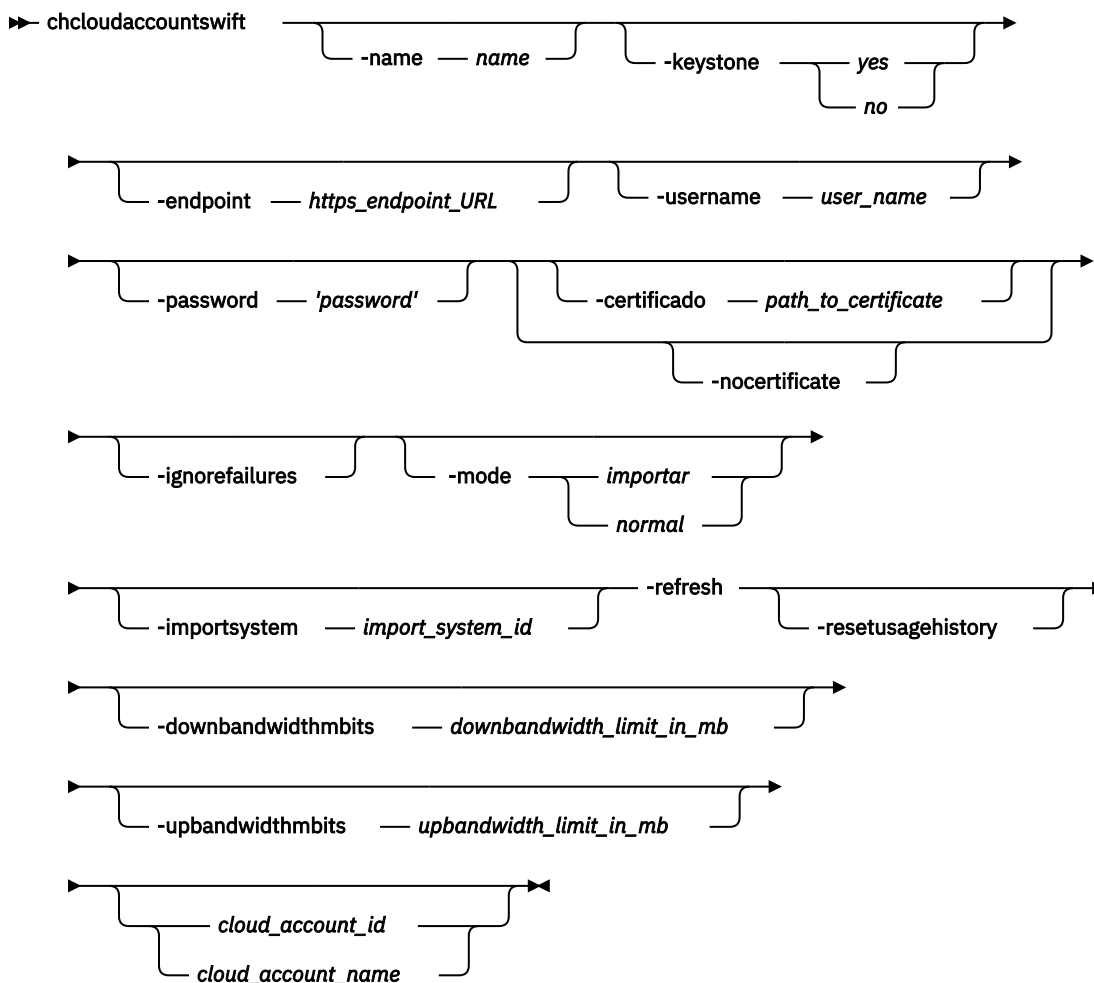 chcloudaccountswift
-name name
-keystone yes
no
-endpoint https_endpoint_URL
-username user_name
-password 'password'
-certificado path_to_certificate
-nocertificate
-ignorefailures
-mode importar
normal
-importsystem import_system_id
-refresh
-resetusagehistory
-downbandwidthmbits downbandwidth_limit_in_mb
-upbandwidthmbits upbandwidth_limit_in_mb
cloud_account_id
cloud_account_name